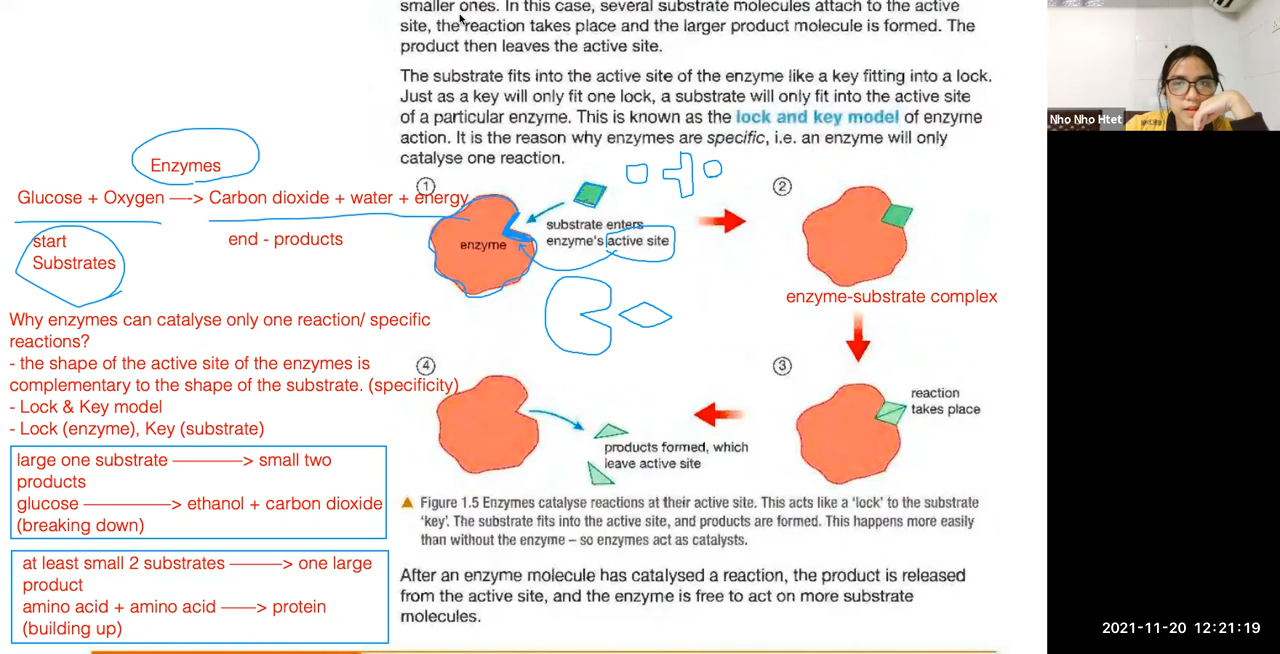 smaller ones. In this case, several substrate molecules attach to the active
site, the reaction takes place and the larger product molecule is formed. The
product then leaves the active site.
The substrate fits into the active site of the enzyme like a key fitting into a lock.
Just as a key will only fit one lock, a substrate will only fit into the active site
of a particular enzyme. This is known as the lock and key model of enzyme
action. It is the reason why enzymes are specific, i.e. an enzyme will only
catalyse one reaction.
Enzymes
Glucose + Oxygen —-> Carbon dioxide + water + energy
start
Substrates
end - products
Why enzymes can catalyse only one reaction/ specific
reactions?
- the shape of the active site of the enzymes is
complementary to the shape of the substrate. (specificity)
- Lock & Key model
- Lock (enzyme), Key (substrate)
large one substrate ————> small two
products
glucose —————> ethanol + carbon dioxide
(breaking down)
at least small 2 substrates ———> one large
product
amino acid + amino acid ——> protein
(building up)
1
enzyme
substrate enters
enzyme's active site
2
enzyme-substrate complex
3
reaction
takes place
4
products formed, which
leave active site
Figure 1.5 Enzymes catalyse reactions at their active site. This acts like a 'lock' to the substrate
'key'. The substrate fits into the active site, and products are formed. This happens more easily
than without the enzyme – so enzymes act as catalysts.
After an enzyme molecule has catalysed a reaction, the product is released
from the active site, and the enzyme is free to act on more substrate
molecules.
Nho Nho Htet
2021-11-20 12:21:19